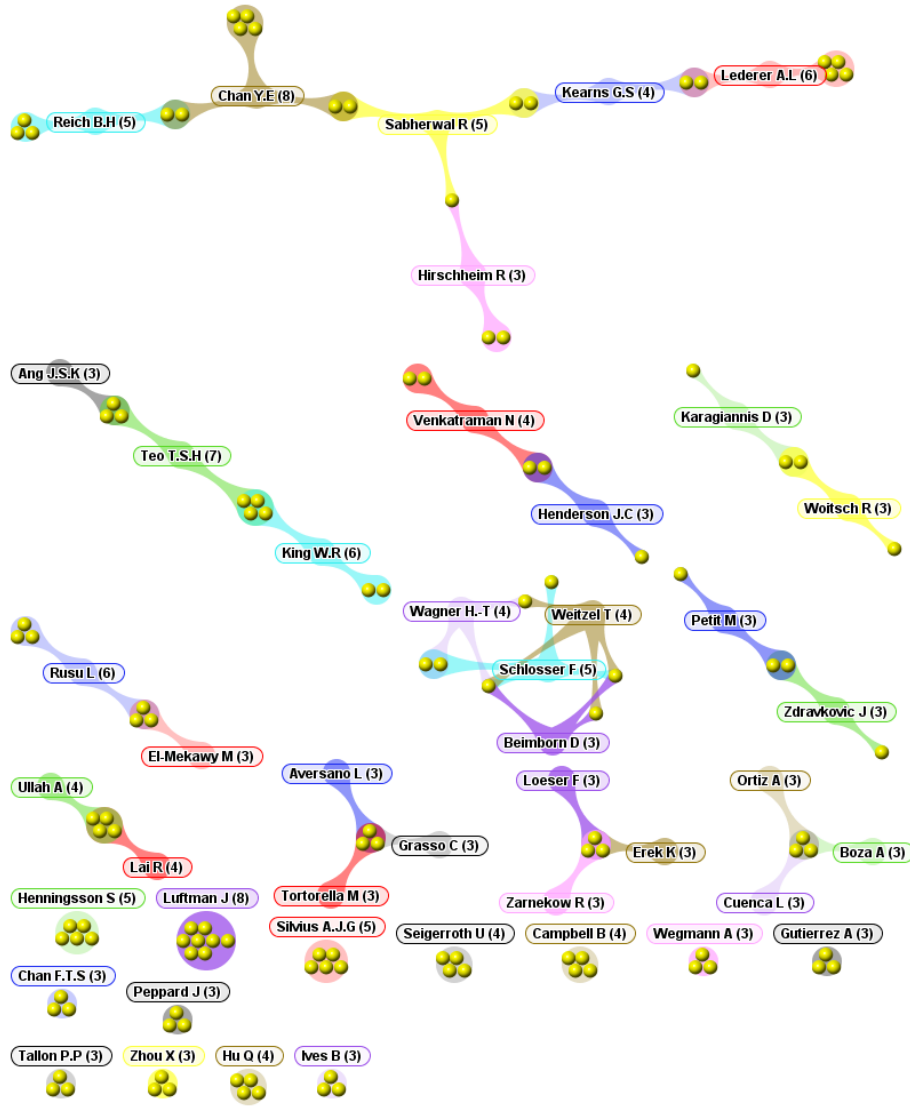 Chan Y.E (8)
Lederer A.L (6)
Kearns G.S (4)
Reich B.H (5)
Sabherwal R (5)
Hirschheim R (3)
Ang J.S.K (3)
Venkatraman N (4)
Karagiannis D (3)
Teo T.S.H (7)
Henderson J.C (3)
Woitsch R (3)
King W.R (6)
Wagner H.-T (4)
Weitzel T (4)
Petit M (3)
Rusu L (6)
Schlosser F (5)
Zdravkovic J (3)
El-Mekawy M (3)
Beimborn D (3)
Ullah A (4)
Aversano L (3)
Loeser F (3)
Ortiz A (3)
Lai R (4)
Grasso C (3)
Erek K (3)
Boza A (3)
Tortorella M (3)
Zarnekow R (3)
Cuenca L (3)
Henningsson S (5)
Luftman J (8)
Silvius A.J.G (5)
Seigerroth U (4)
Campbell B (4)
Wegmann A (3)
Gutierrez A (3)
Chan F.T.S (3)
Peppard J (3)
Tallon P.P (3)
Zhou X (3)
Hu Q (4)
Ives B (3)